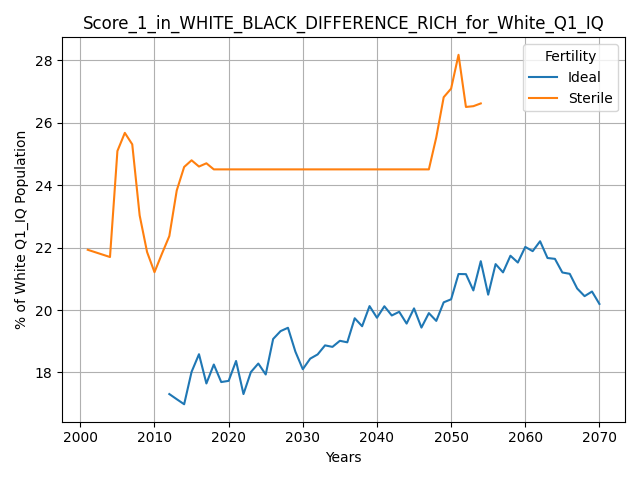 Score_1_in_WHITE_BLACK_DIFFERENCE_RICH_for_White_Q1_IQ
Fertility
Ideal
Sterile
% of White Q1_IQ Population
28
26
24
22
20
18
2000 2010 2020 2030 2040 2050 2060 2070
Years